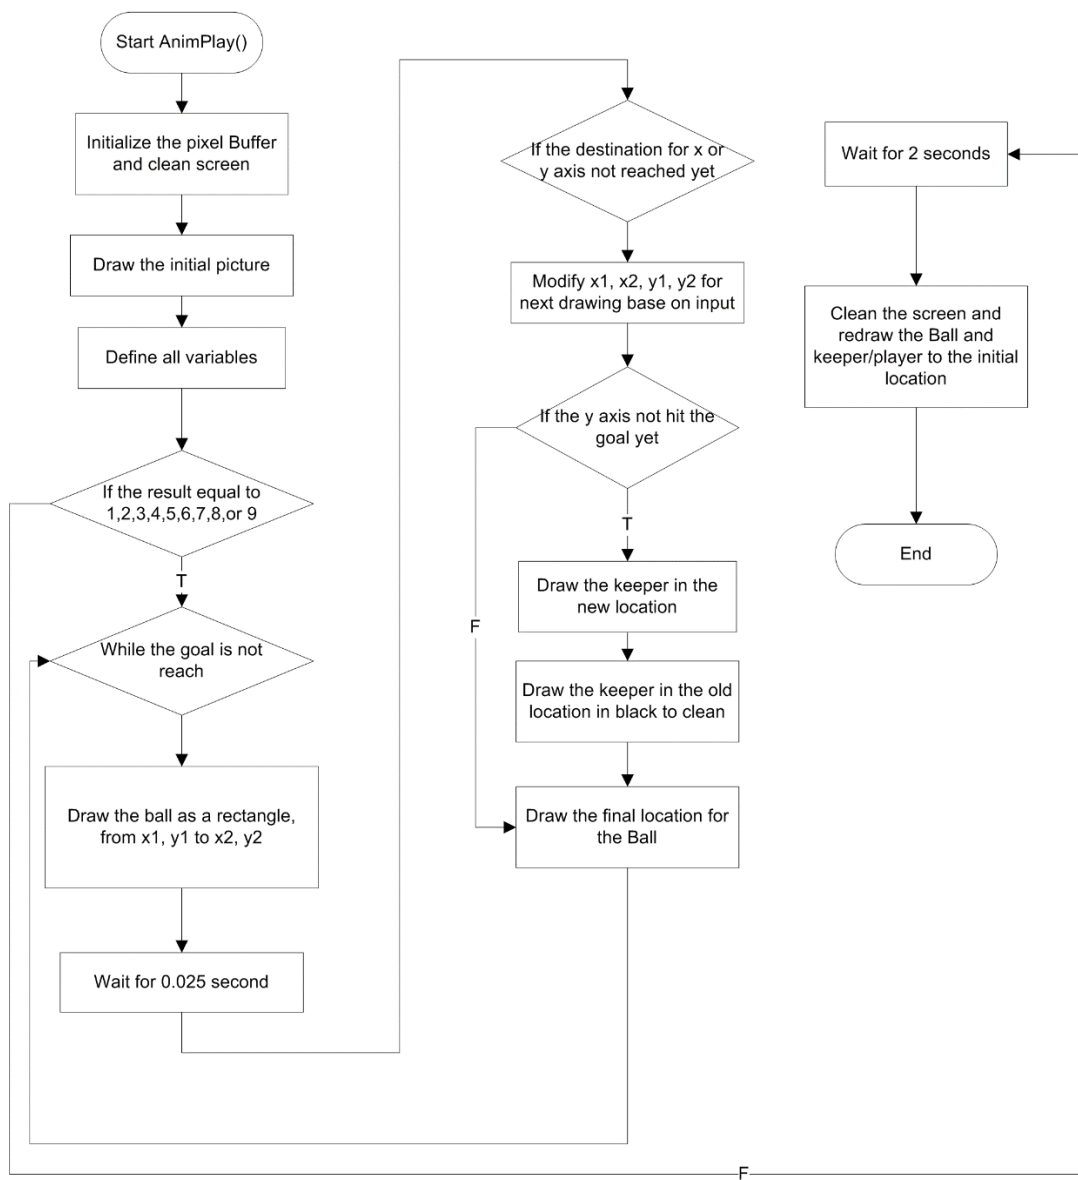 Start AnimPlay()
Initialize the pixel Buffer
and clean screen
Draw the initial picture
Define all variables
If the result equal to
1,2,3,4,5,6,7,8,or 9
T
While the goal is not
reach
Draw the ball as a rectangle,
from x1, y1 to x2, y2
Wait for 0.025 second
If the destination for x or
y axis not reached yet
Modify x1, x2, y1, y2 for
next drawing base on input
If the y axis not hit the
goal yet
T
F
Draw the keeper in the
new location
Draw the keeper in the old
location in black to clean
Draw the final location for
the Ball
Wait for 2 seconds
Clean the screen and
redraw the Ball and
keeper/player to the initial
location
End
F